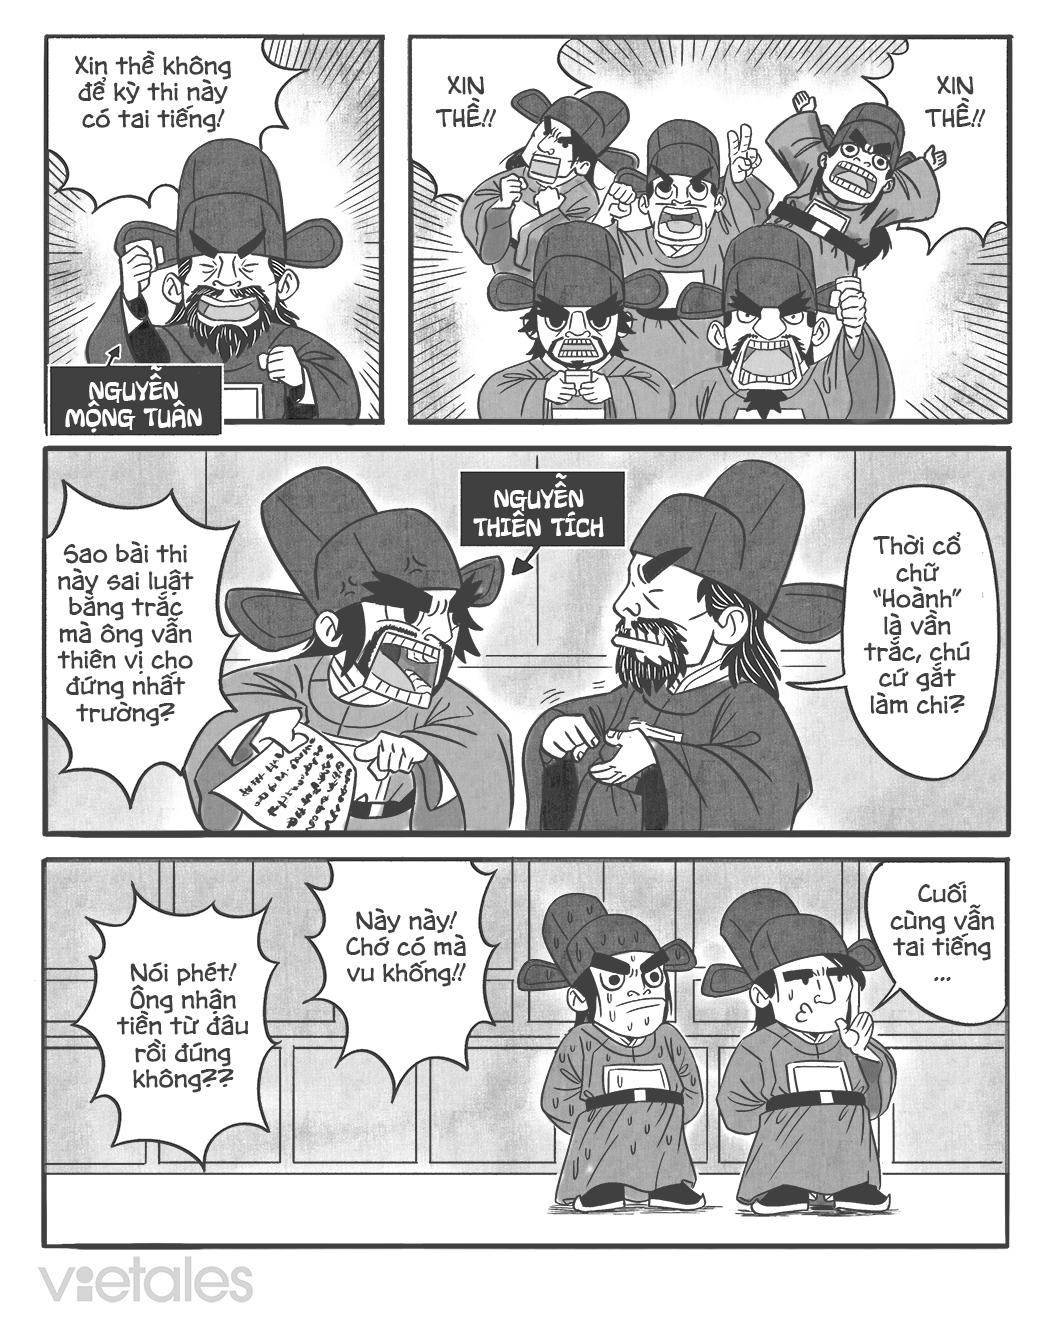 Xin thề không
để kỳ thi này
có tai tiếng!
NGUYỄN
MỘNG TUÂN
XIN
THỀ!!
XIN
THỀ!!
Sao bài thi
này sai luật
bằng trắc
mà ông vẫn
thiên vị cho
đứng nhất
trường?
NGUYỄN
THIÊN TÍCH
Thời cổ
chữ
“Hoành”
là vần
trắc, chú
cứ gắt
làm chi?
Nói phét!
Ông nhận
tiền từ đâu
rồi đúng
không??
Này này!
Chớ có mà
vu khống!!
Cuối
cùng vẫn
tai tiếng
...
vietales